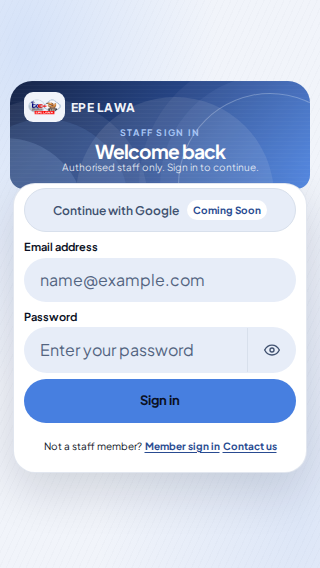 EPE LAWA
STAFF SIGN IN
Welcome back
Authorised staff only. Sign in to continue.
Continue with Google Coming Soon
Email address
name@example.com
Password
Enter your password
Sign in
Not a staff member? Member sign in Contact us